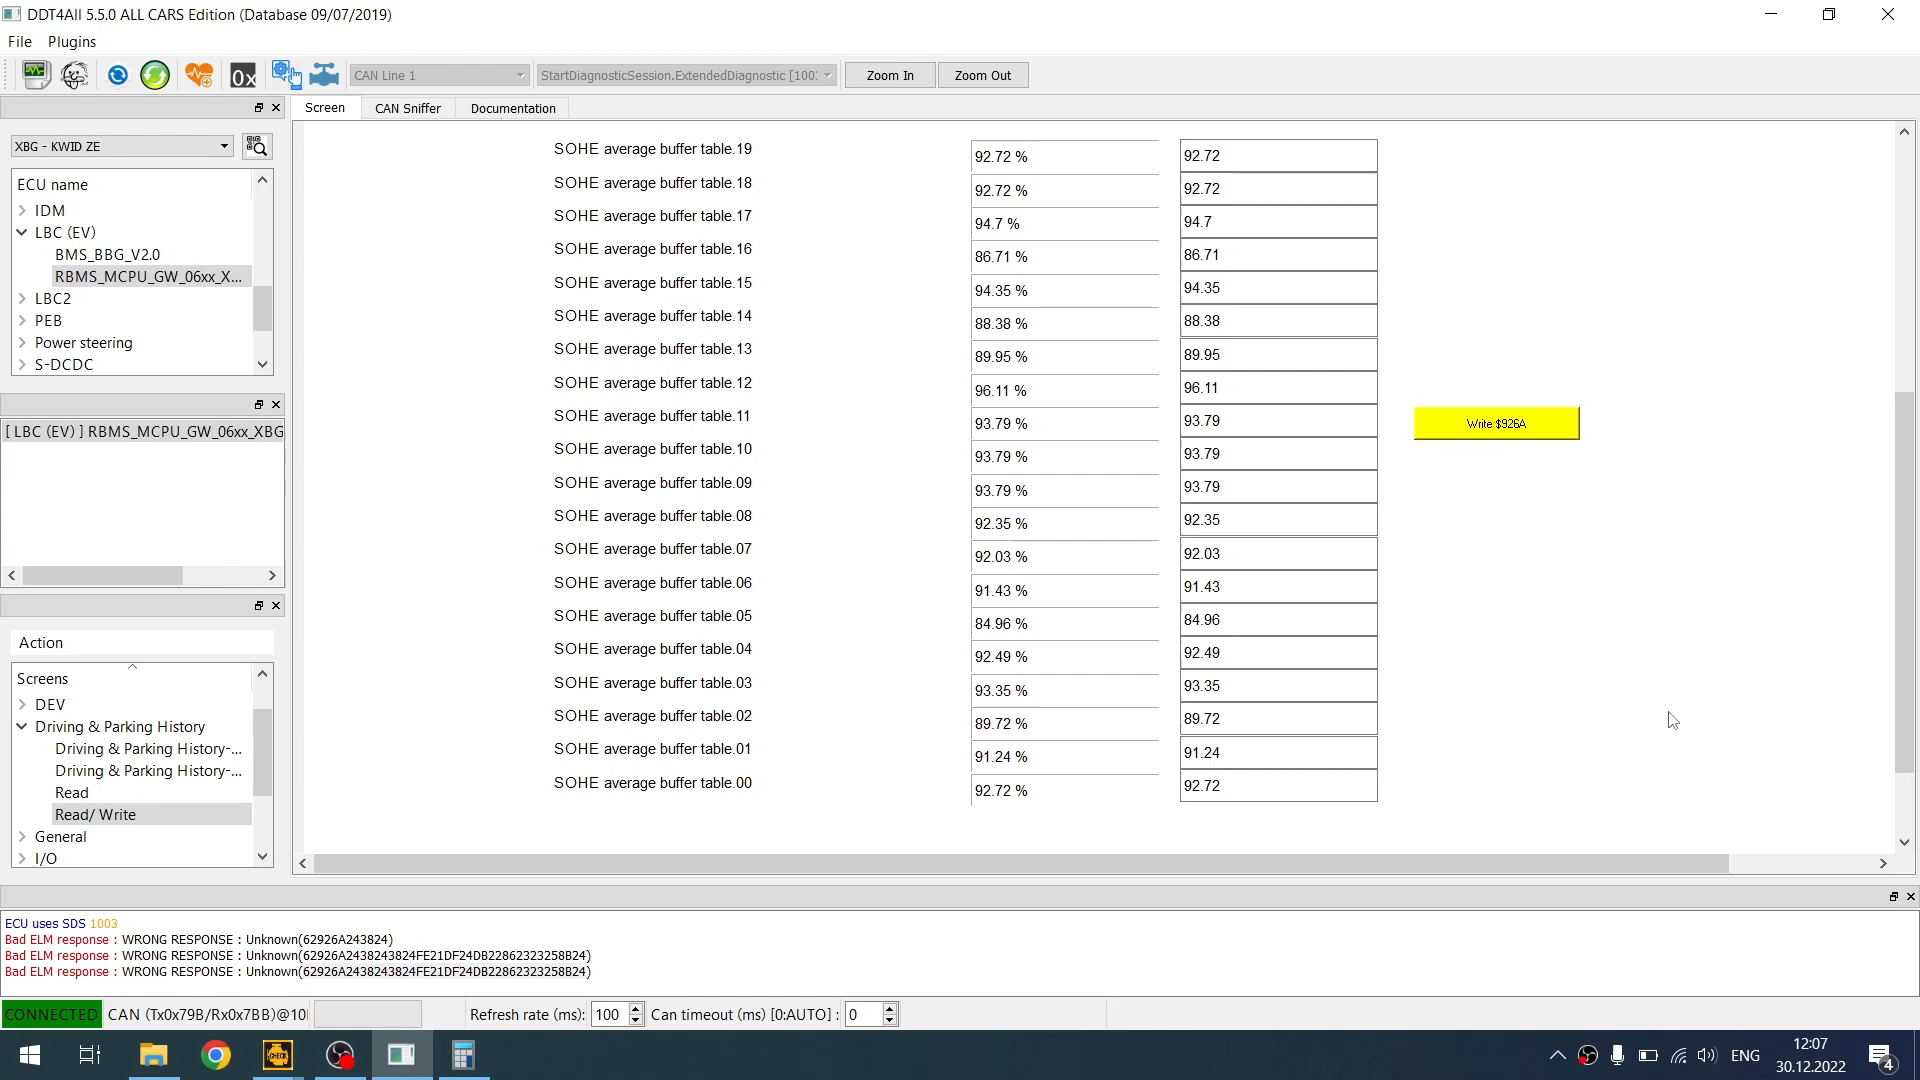 DDT4All 5.5.0 ALL CARS Edition (Database 09/07/2019)
File Plugins
0x
CAN Line 1
StartDiagnosticSession.ExtendedDiagnostic [100
Zoom In
Zoom Out
Screen
CAN Sniffer
Documentation
XBG - KWID ZE
ECU name
IDM
LBC (EV)
BMS_BBG_V2.0
RBMS_MCPU_GW_06xx_X...
LBC2
PEB
Power steering
S-DCDC
[ LBC (EV) ] RBMS_MCPU_GW_06xx_XBG
Action
Screens
DEV
Driving & Parking History
Driving & Parking History-...
Driving & Parking History-...
Read
Read/ Write
General
I/O
SOHE average buffer table.19 92.72 % 92.72
SOHE average buffer table.18 92.72 % 92.72
SOHE average buffer table.17 94.7 % 94.7
SOHE average buffer table.16 86.71 % 86.71
SOHE average buffer table.15 94.35 % 94.35
SOHE average buffer table.14 88.38 % 88.38
SOHE average buffer table.13 89.95 % 89.95
SOHE average buffer table.12 96.11 % 96.11
SOHE average buffer table.11 93.79 % 93.79
Write $926A
SOHE average buffer table.10 93.79 % 93.79
SOHE average buffer table.09 93.79 % 93.79
SOHE average buffer table.08 92.35 % 92.35
SOHE average buffer table.07 92.03 % 92.03
SOHE average buffer table.06 91.43 % 91.43
SOHE average buffer table.05 84.96 % 84.96
SOHE average buffer table.04 92.49 % 92.49
SOHE average buffer table.03 93.35 % 93.35
SOHE average buffer table.02 89.72 % 89.72
SOHE average buffer table.01 91.24 % 91.24
SOHE average buffer table.00 92.72 % 92.72
ECU uses SDS 1003
Bad ELM response : WRONG RESPONSE : Unknown(62926A243824)
Bad ELM response : WRONG RESPONSE : Unknown(62926A2438243824FE21DF24DB22862323258B24)
Bad ELM response : WRONG RESPONSE : Unknown(62926A2438243824FE21DF24DB22862323258B24)
CONNECTED CAN (Tx0x79B/Rx0x7BB)@10 Refresh rate (ms): 100 Can timeout (ms) [0:AUTO] : 0
CHECK
ENG
12:07
30.12.2022
4